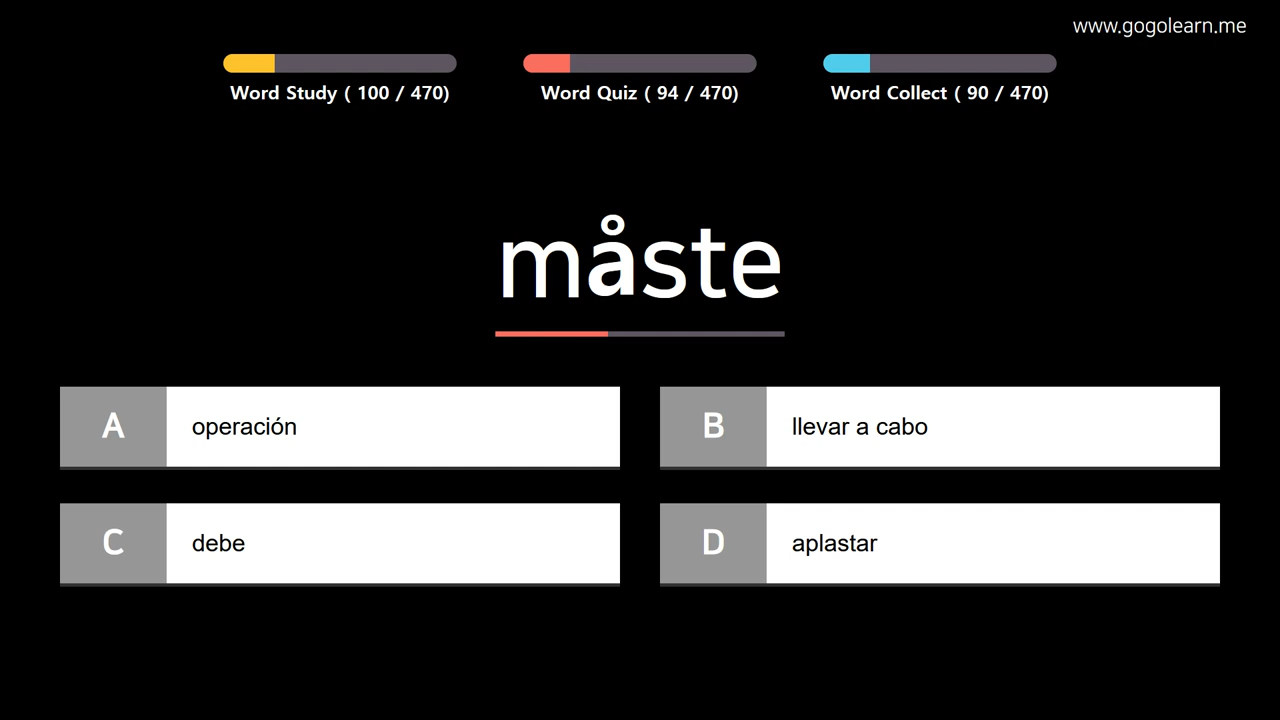 www.gogolearn.me
Word Study ( 100 / 470)
Word Quiz ( 94 / 470)
Word Collect ( 90 / 470)
måste
A
operación
B
llevar a cabo
C
debe
D
aplastar